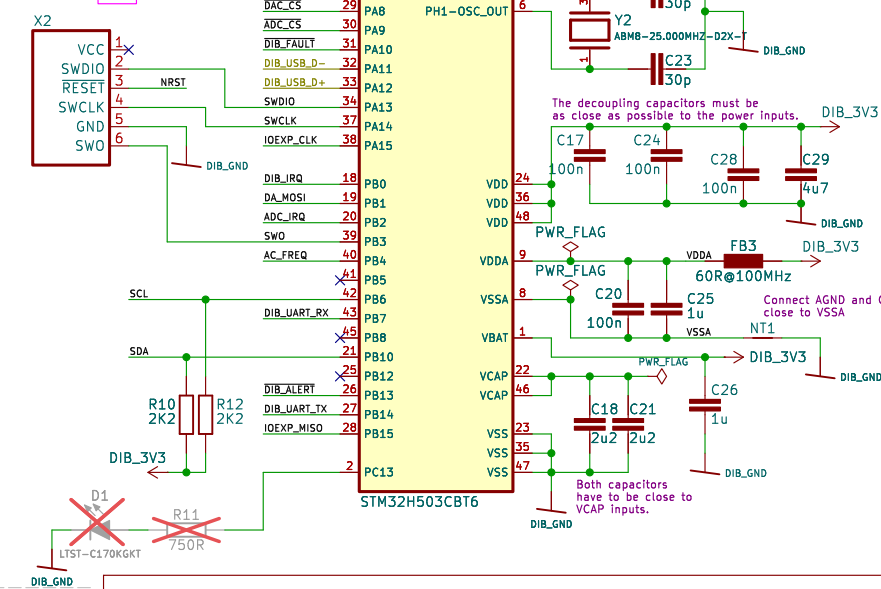 DAC_CS 29 PA8
ADC_CS 30 PA9
DIB_FAULT 31 PA10
DIB_USB_D- 32 PA11
DIB_USB_D+ 33 PA12
SWDIO 34 PA13
SWCLK 37 PA14
IOEXP_CLK 38 PA15
DIB_IRQ 18 PB0
DA_MOSI 19 PB1
ADC_IRQ 20 PB2
SWO 39 PB3
AC_FREQ 40 PB4
41 PB5
SCL 42 PB6
DIB_UART_RX 43 PB7
45 PB8
SDA 21 PB10
25 PB12
DIB_ALERT 26 PB13
DIB_UART_TX 27 PB14
IOEXP_MISO 28 PB15
2 PC13
STM32H503CBT6
X2
VCC 1
SWDIO 2
RESET 3 NRST
SWCLK 4
GND 5
SWO 6
DIB_GND
R10
2K2
R12
2K2
DIB_3V3
D1
LTST-C170KGKT
R11
750R
DIB_GND
PH1-OSC_OUT 6
3
30p
Y2
ABM8-25.000MHZ-D2X-T
1
C23
30p
DIB_GND
The decoupling capacitors must be
as close as possible to the power inputs.
DIB_3V3
C17
100n
C24
100n
C28
100n
C29
4u7
DIB_GND
VDD 24
VDD 36
VDD 48
PWR_FLAG
VDDA 9
VDDA
FB3
60R@100MHz
DIB_3V3
PWR_FLAG
VSSA 8
C20
100n
C25
1u
VSSA
Connect AGND and
close to VSSA
NT1
DIB_GND
VBAT 1
DIB_3V3
PWR_FLAG
VCAP 22
VCAP 46
C18
2u2
C21
2u2
C26
1u
DIB_GND
VSS 23
VSS 35
VSS 47
Both capacitors
have to be close to
VCAP inputs.
DIB_GND